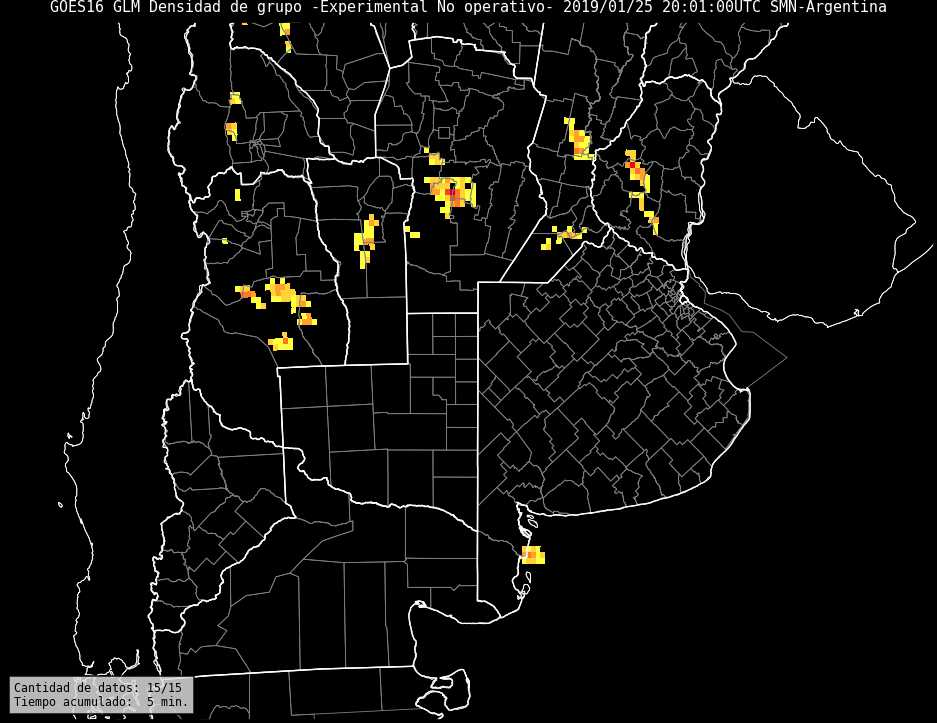 GOES16 GLM Densidad de grupo -Experimental No operativo- 2019/01/25 20:01:00UTC SMN-Argentina
Cantidad de datos: 15/15
Tiempo acumulado:  5 min.